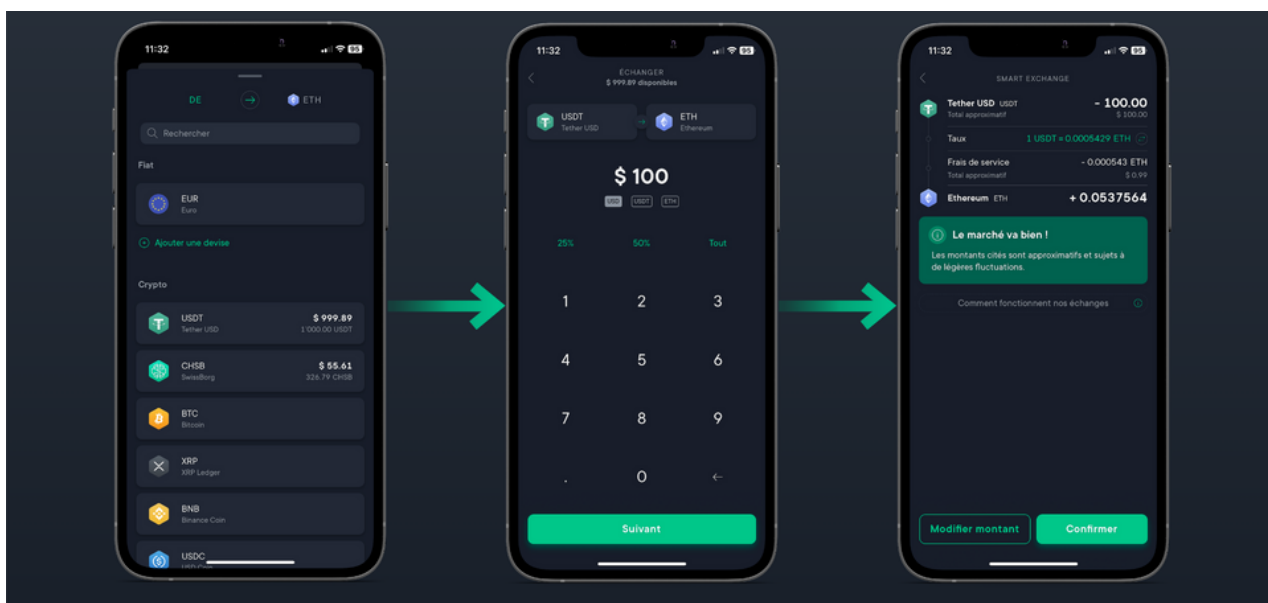 11:32
95
DE
ETH
Rechercher
Fiat
EUR
Euro
Ajouter une devise
Crypto
USDT $ 999.89
Tether USD 1'000.00 USDT
CHSB $ 55.61
SwissBorg 326.79 CHSB
BTC
Bitcoin
XRP
XRP Ledger
BNB
Binance Coin
USDC
11:32
95
ÉCHANGER
$ 999.89 disponibles
USDT ETH
Tether USD Ethereum
$ 100
USD USDT ETH
25% 50% Tout
1 2 3
4 5 6
7 8 9
. 0 ←
Suivant
11:32
95
SMART EXCHANGE
Tether USD USDT - 100.00
Total approximatif $ 100.00
Taux 1 USDT = 0.0005429 ETH
Frais de service - 0.000543 ETH
Total approximatif $ 0.99
Ethereum ETH + 0.0537564
Le marché va bien !
Les montants cités sont approximatifs et sujets à
de légères fluctuations.
Comment fonctionnent nos échanges
Modifier montant Confirmer